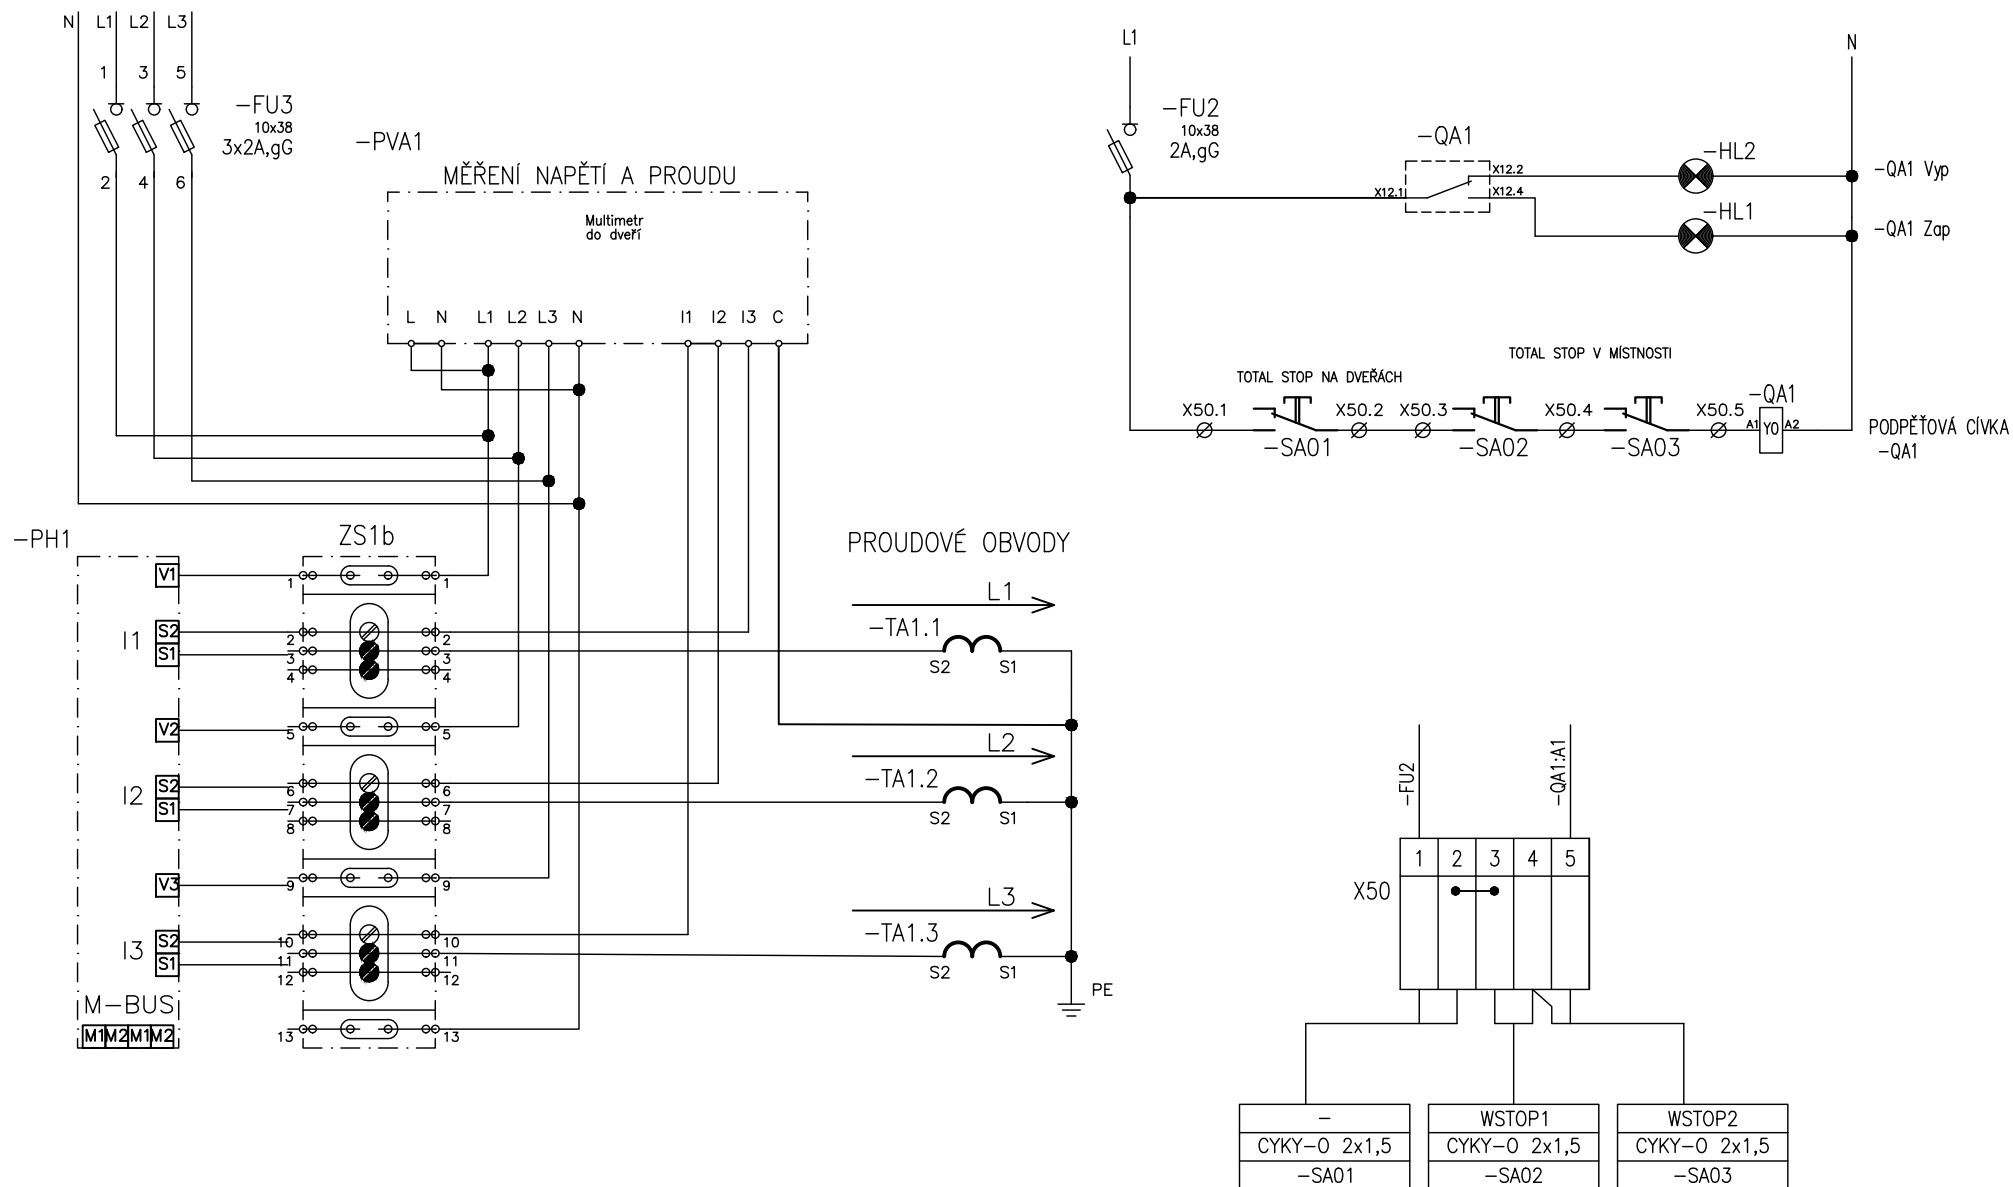 N L1 L2 L3
1 3 5
-FU3
10x38
3x2A,gG
2 4 6
-PVA1
MĚŘENÍ NAPĚTÍ A PROUDU
Multimetr
do dveří
L N L1 L2 L3 N I1 I2 I3 C
L1
N
-FU2
10x38
2A,gG
-QA1
X12.1
X12.2
X12.4
-HL2
-QA1 Vyp
-HL1
-QA1 Zap
TOTAL STOP V MÍSTNOSTI
TOTAL STOP NA DVEŘÁCH
X50.1 X50.2 X50.3 X50.4 X50.5
-QA1
A1 Y0 A2
-SA01 -SA02 -SA03
PODPĚŤOVÁ CÍVKA
-QA1
-PH1
ZS1b
PROUDOVÉ OBVODY
V1 1 1
L1
I1 S2 2 2
-TA1.1
S1 3 3
S2 S1
4 4
V2 5 5
L2
I2 S2 6 6
-TA1.2
S1 7 7
S2 S1
8 8
V3 9 9
L3
I3 S2 10 10
-TA1.3
S1 11 11
S2 S1
12 12
PE
M-BUS
M1 M2 M1 M2
13 13
-FU2
-QA1:A1
1 2 3 4 5
X50
-
CYKY-O 2x1,5
-SA01
WSTOP1
CYKY-O 2x1,5
-SA02
WSTOP2
CYKY-O 2x1,5
-SA03